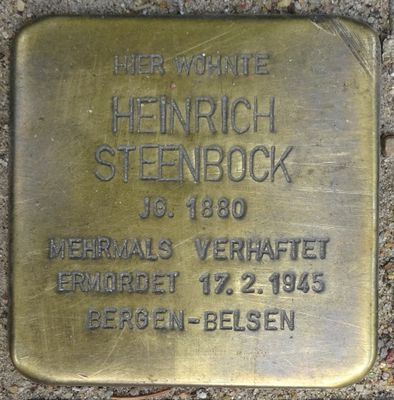 HIER WOHNTE
HEINRICH
STEENBOCK
JG. 1880
MEHRMALS VERHAFTET
ERMORDET 17.2.1945
BERGEN-BELSEN